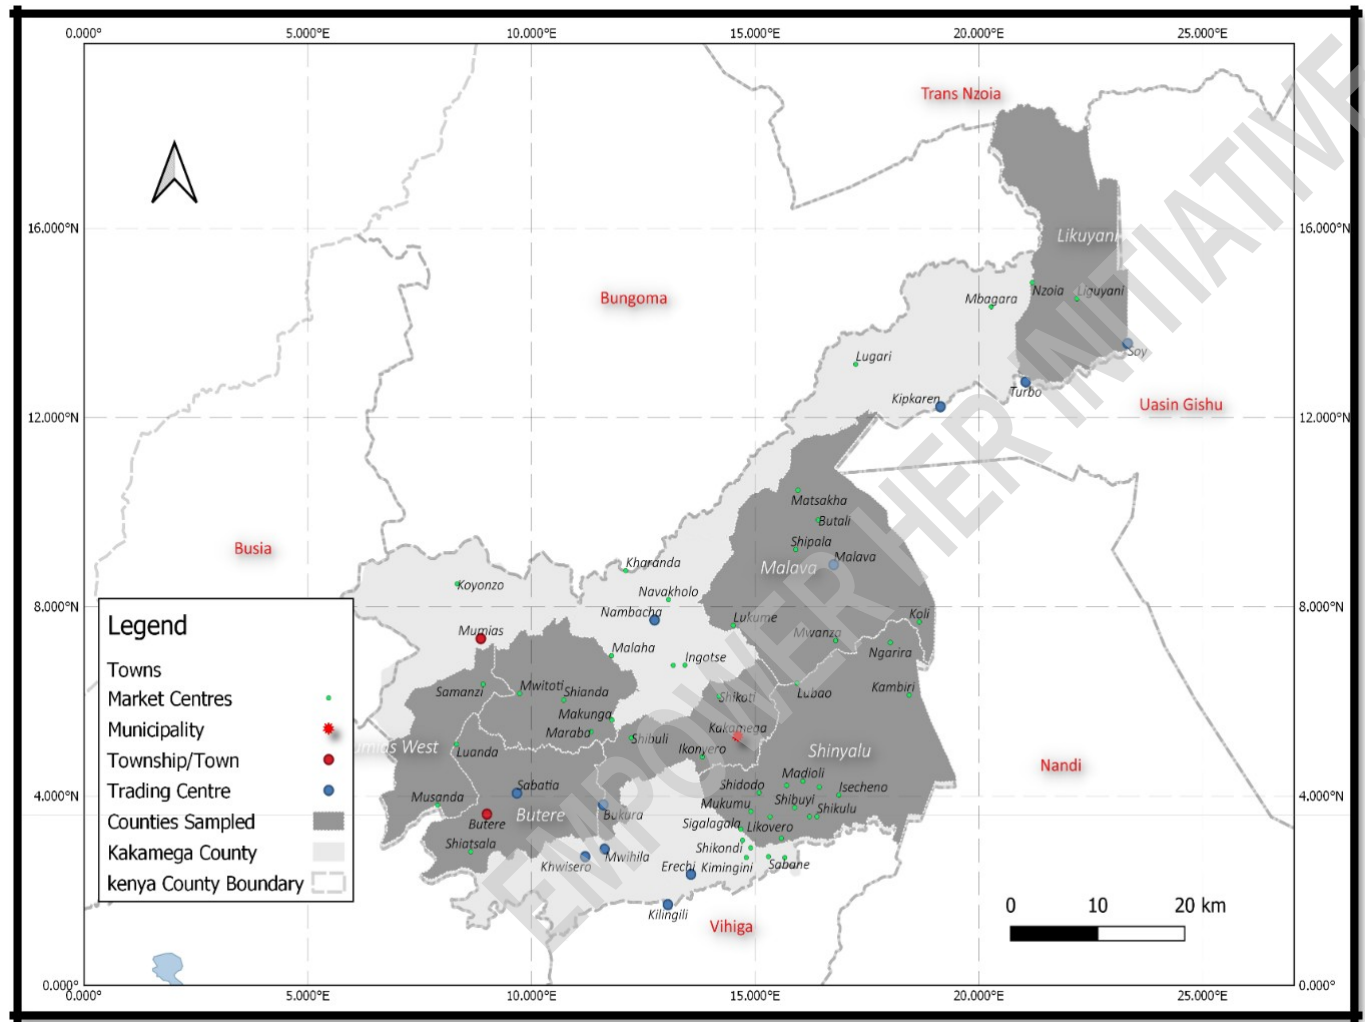 0.000° 5.000°E 10.000°E 15.000°E 20.000°E 25.000°E
Trans Nzoia
16.000°N 16.000°N
Likuyani
Bungoma
Mbagara
Nzoia
Liguyani
Lugari
Soy
Turbo
Kipkaren
Uasin Gishu
12.000°N 12.000°N
Matsakha
Butali
Shipala
Malava
Malava
Busia
Kharanda
Koyonzo
Navakholo
Nambacha
8.000°N 8.000°N
Lukume
Koli
Mwanza
Ngarira
Mumias
Malaha
Ingotse
Samanzi
Mwitoti
Shianda
Shikoti
Lubao
Kambiri
Makunga
Maraba
Shibuli
Kakamega
Ikonyero
Shinyalu
umias West
Luanda
Nandi
Madioli
Sabatia
Shidodo
Isecheno
4.000°N 4.000°N
Musanda
Mukumu
Shibuyi
Shikulu
Butere
Bukura
Butere
Sigalagala
Likovero
Shiatsala
Shikondi
Mwihila
Khwisero
Erechi
Kimingini
Sabane
Kilingili
Vihiga
Legend
Towns
Market Centres
Municipality
Township/Town
Trading Centre
Counties Sampled
Kakamega County
kenya County Boundary
0 10 20 km
0.000° 0.000°
0.000° 5.000°E 10.000°E 15.000°E 20.000°E 25.000°E
EMPOWER HER INITIATIVE